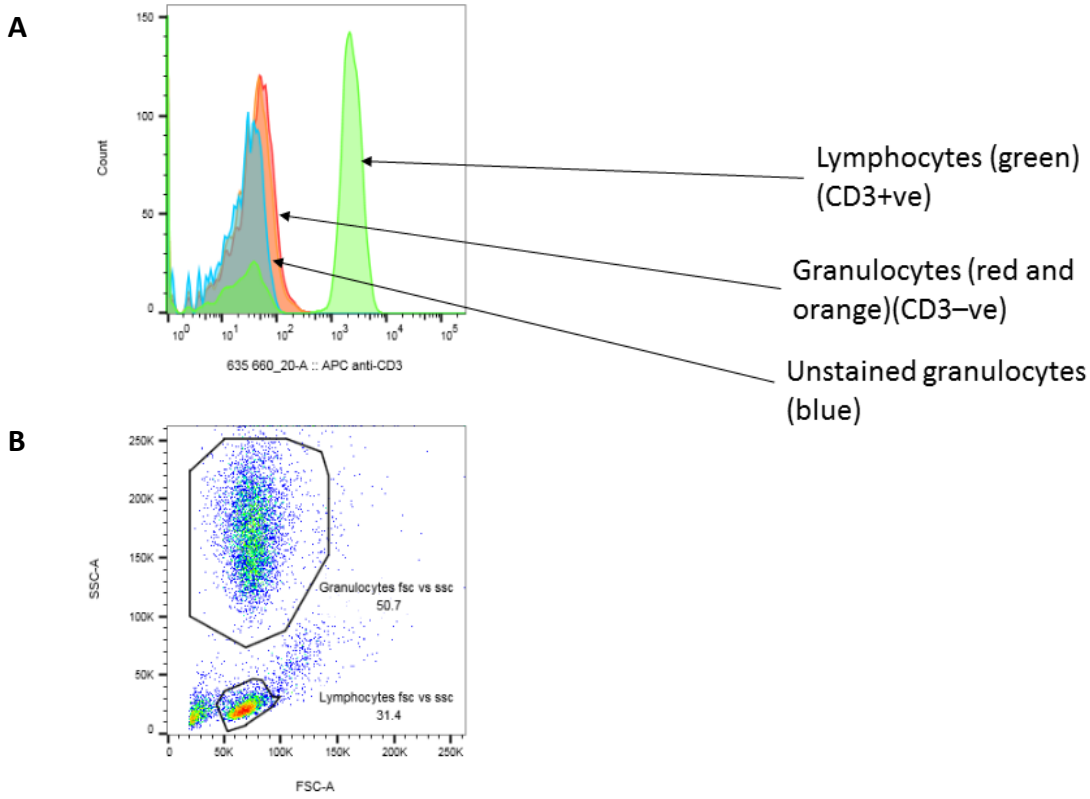 A
150
100
50
0
Count
10^0 10^1 10^2 10^3 10^4 10^5
635 660_20-A :: APC anti-CD3
Lymphocytes (green)
(CD3+ve)
Granulocytes (red and
orange)(CD3–ve)
Unstained granulocytes
(blue)
B
250K
200K
150K
100K
50K
0
SSC-A
Granulocytes fsc vs ssc
50.7
Lymphocytes fsc vs ssc
31.4
0 50K 100K 150K 200K 250K
FSC-A